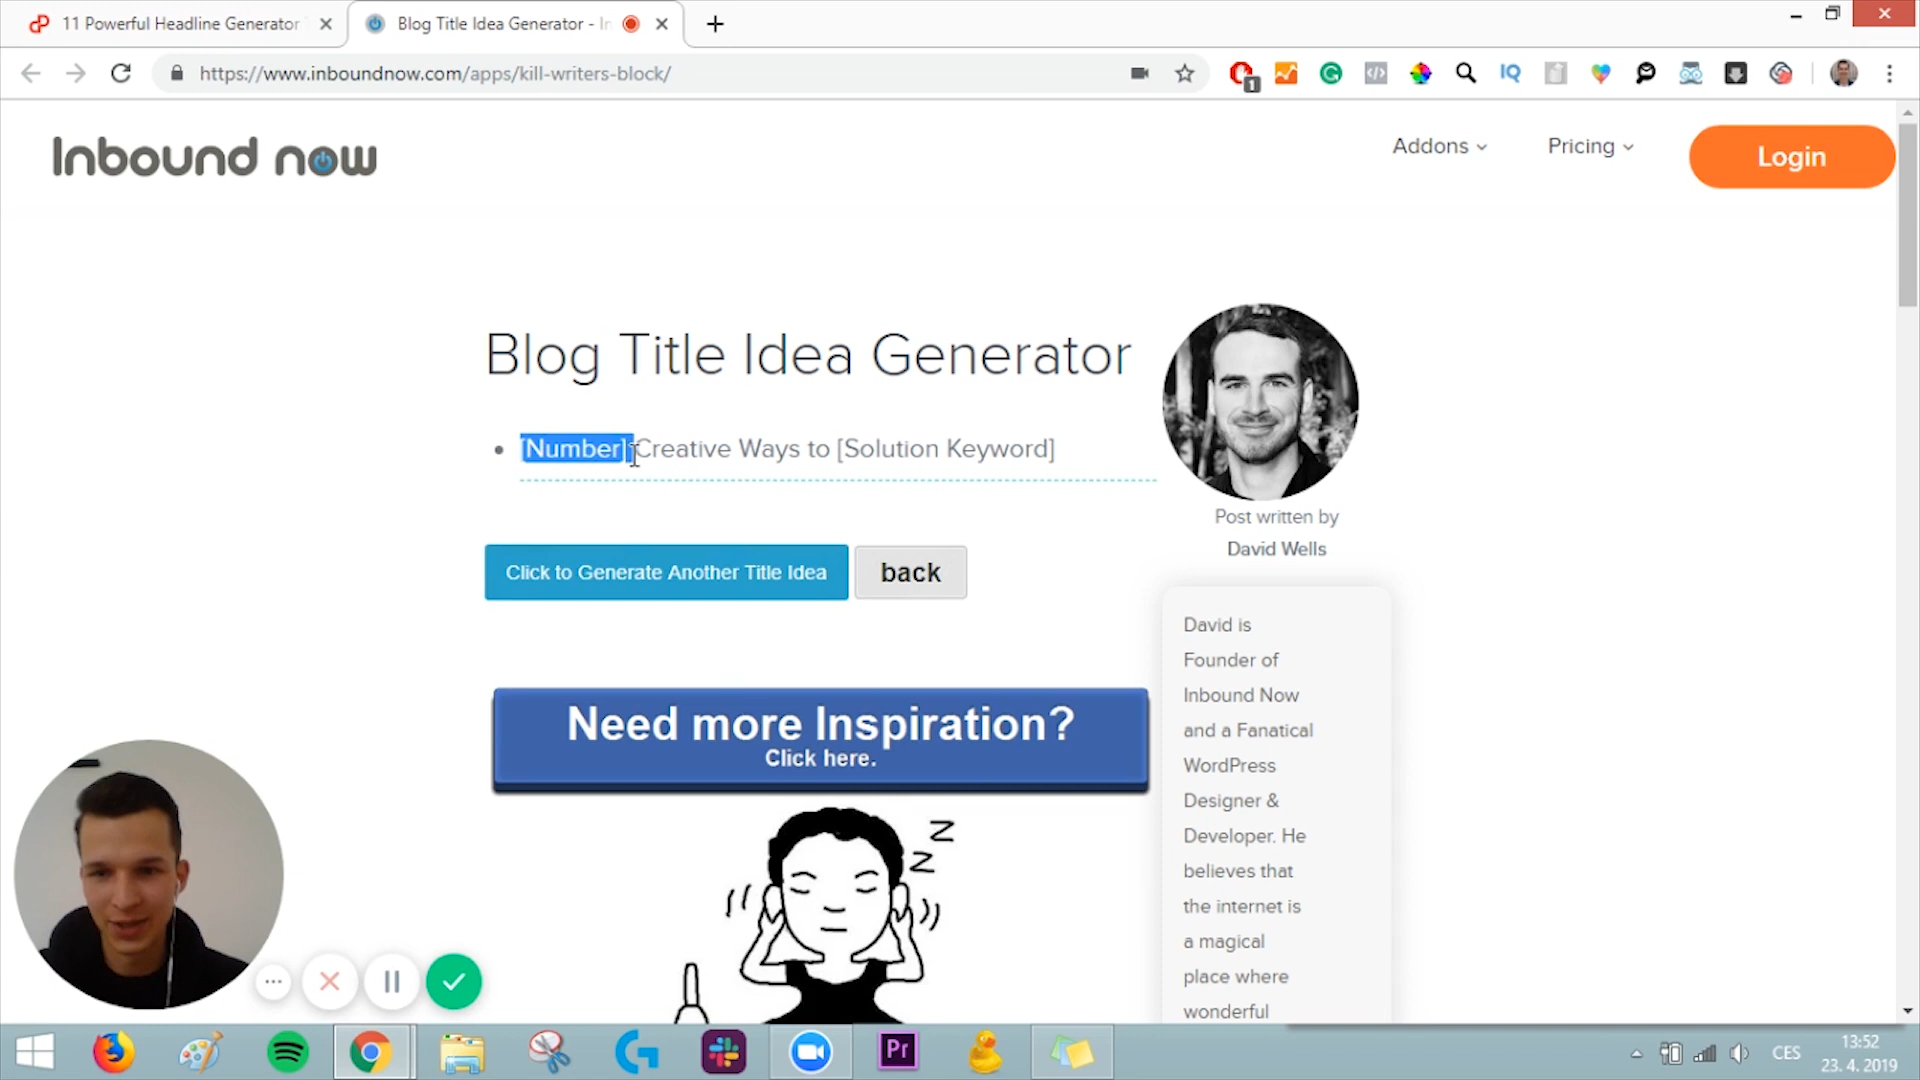 11 Powerful Headline Generator
Blog Title Idea Generator - In
https://www.inboundnow.com/apps/kill-writers-block/
1
IQ
Inbound now
Addons
Pricing
Login
Blog Title Idea Generator
[Number] Creative Ways to [Solution Keyword]
Click to Generate Another Title Idea
back
Post written by
David Wells
David is
Founder of
Inbound Now
and a Fanatical
WordPress
Designer &
Developer. He
believes that
the internet is
a magical
place where
wonderful
Need more Inspiration?
Click here.
Z
Z
Pr
CES
13:52
23. 4. 2019